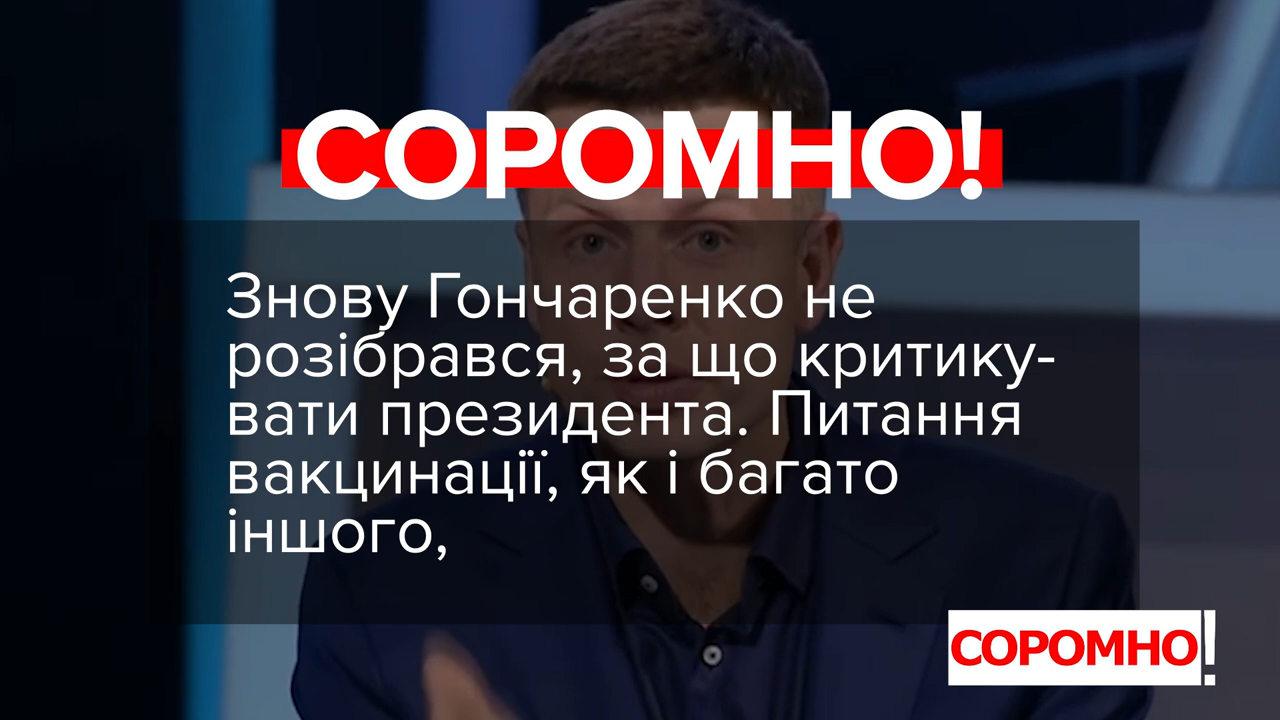 СОРОМНО!
Знову Гончаренко не
розібрався, за що критику-
вати президента. Питання
вакцинації, як і багато
іншого,
СОРОМНО!